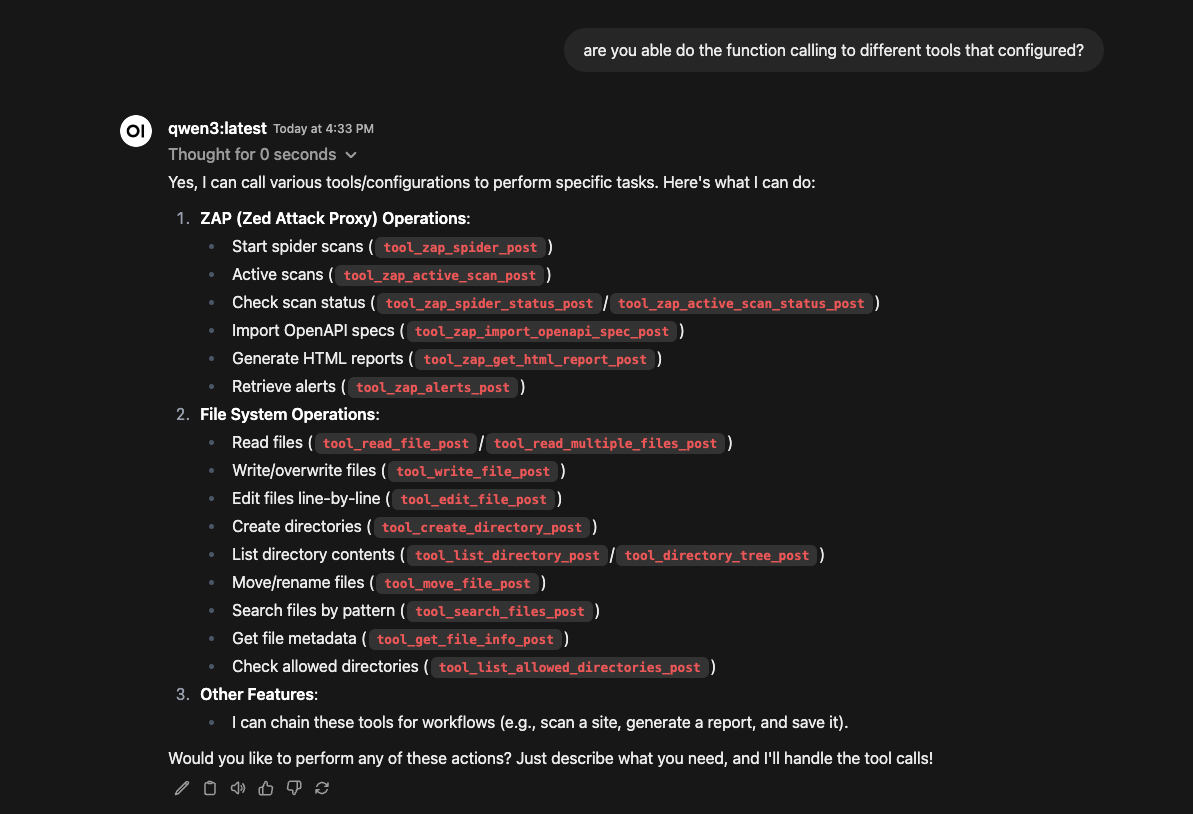 are you able do the function calling to different tools that configured?
OI
qwen3:latest Today at 4:33 PM
Thought for 0 seconds
Yes, I can call various tools/configurations to perform specific tasks. Here's what I can do:
1. ZAP (Zed Attack Proxy) Operations:
• Start spider scans ( tool_zap_spider_post )
• Active scans ( tool_zap_active_scan_post )
• Check scan status ( tool_zap_spider_status_post / tool_zap_active_scan_status_post )
• Import OpenAPI specs ( tool_zap_import_openapi_spec_post )
• Generate HTML reports ( tool_zap_get_html_report_post )
• Retrieve alerts ( tool_zap_alerts_post )
2. File System Operations:
• Read files ( tool_read_file_post / tool_read_multiple_files_post )
• Write/overwrite files ( tool_write_file_post )
• Edit files line-by-line ( tool_edit_file_post )
• Create directories ( tool_create_directory_post )
• List directory contents ( tool_list_directory_post / tool_directory_tree_post )
• Move/rename files ( tool_move_file_post )
• Search files by pattern ( tool_search_files_post )
• Get file metadata ( tool_get_file_info_post )
• Check allowed directories ( tool_list_allowed_directories_post )
3. Other Features:
• I can chain these tools for workflows (e.g., scan a site, generate a report, and save it).
Would you like to perform any of these actions? Just describe what you need, and I'll handle the tool calls!